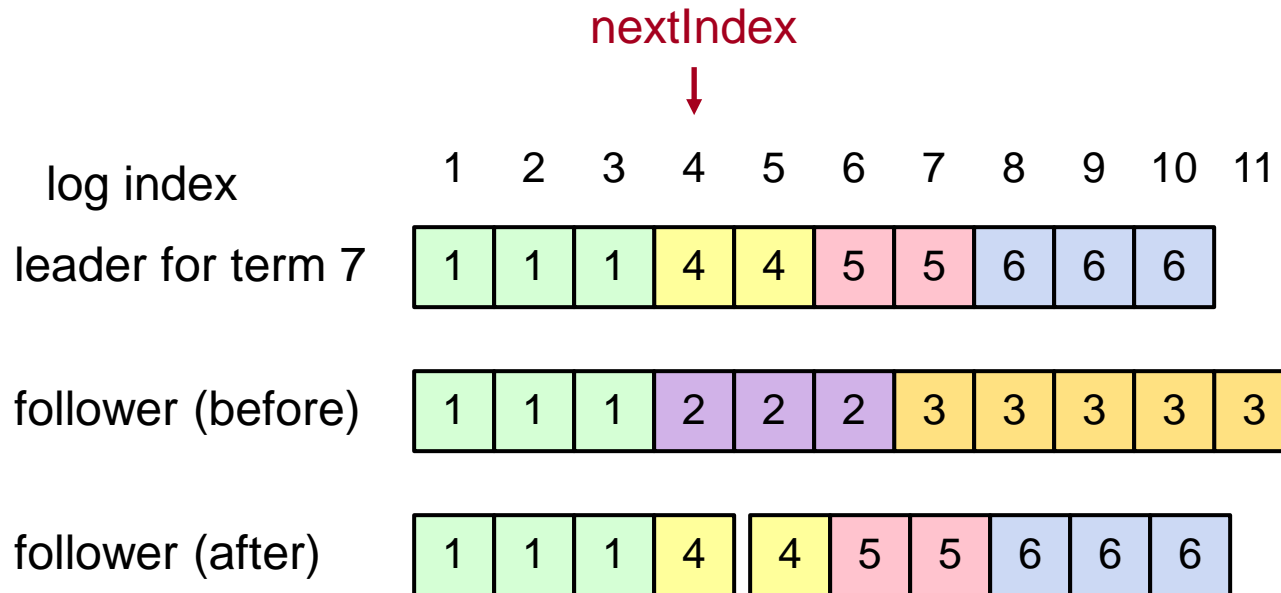 nextIndex
log index 1 2 3 4 5 6 7 8 9 10 11
leader for term 7 1 1 1 4 4 5 5 6 6 6
follower (before) 1 1 1 2 2 2 3 3 3 3 3
follower (after) 1 1 1 4 4 5 5 6 6 6